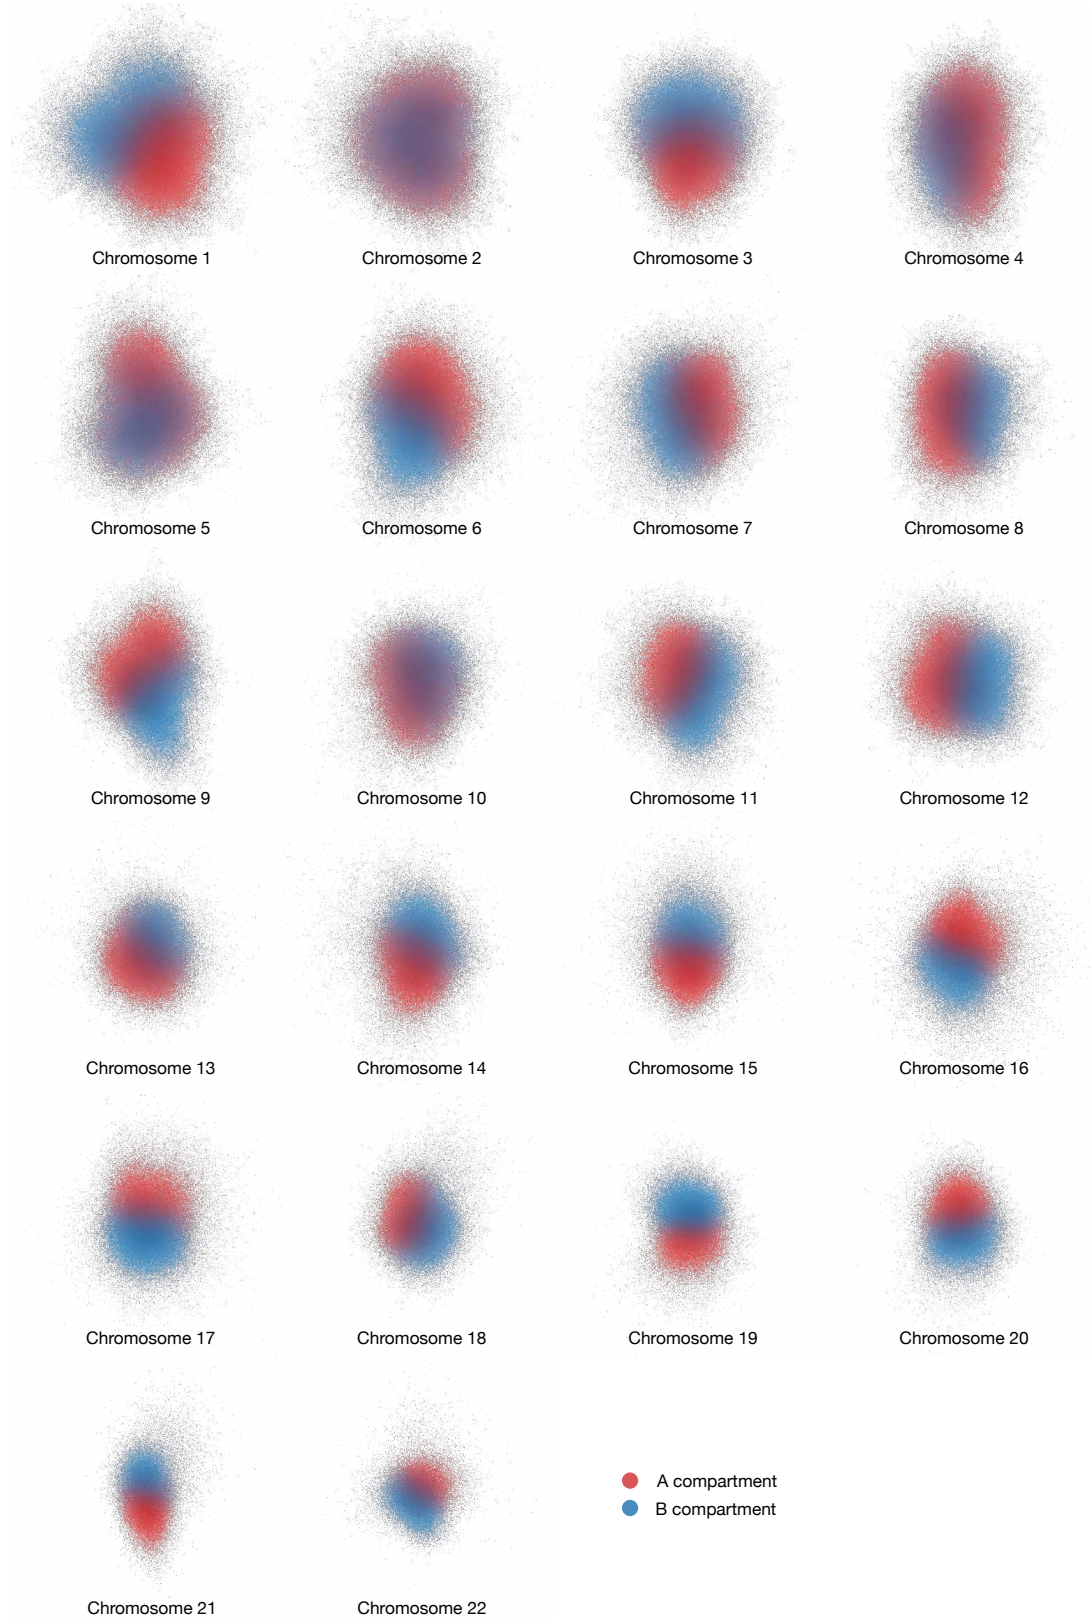 Chromosome 1
Chromosome 2
Chromosome 3
Chromosome 4
Chromosome 5
Chromosome 6
Chromosome 7
Chromosome 8
Chromosome 9
Chromosome 10
Chromosome 11
Chromosome 12
Chromosome 13
Chromosome 14
Chromosome 15
Chromosome 16
Chromosome 17
Chromosome 18
Chromosome 19
Chromosome 20
A compartment
B compartment
Chromosome 21
Chromosome 22